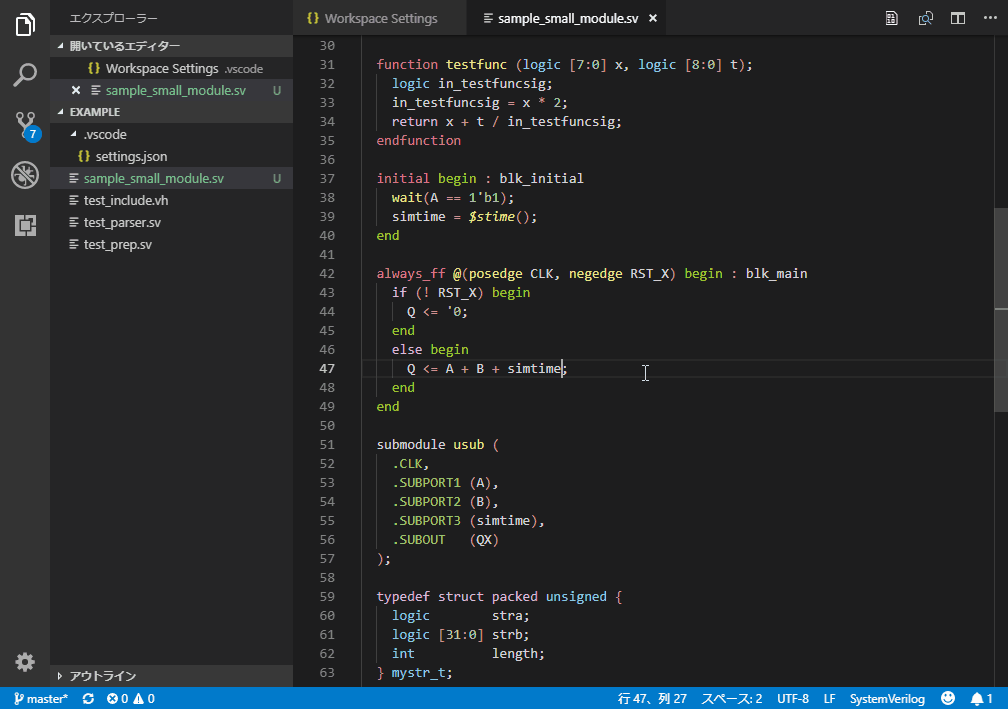 エクスプローラー
{} Workspace Settings
sample_small_module.sv ×
開いているエディター
{} Workspace Settings .vscode
× sample_small_module.sv U
EXAMPLE
.vscode
{} settings.json
sample_small_module.sv U
test_include.vh
test_parser.sv
test_prep.sv
7
アウトライン
30
31 function testfunc (logic [7:0] x, logic [8:0] t);
32 logic in_testfuncsig;
33 in_testfuncsig = x * 2;
34 return x + t / in_testfuncsig;
35 endfunction
36
37 initial begin : blk_initial
38 wait(A == 1'b1);
39 simtime = $stime();
40 end
41
42 always_ff @(posedge CLK, negedge RST_X) begin : blk_main
43 if (! RST_X) begin
44 Q <= '0;
45 end
46 else begin
47 Q <= A + B + simtime;
48 end
49 end
50
51 submodule usub (
52 .CLK,
53 .SUBPORT1 (A),
54 .SUBPORT2 (B),
55 .SUBPORT3 (simtime),
56 .SUBOUT (QX)
57 );
58
59 typedef struct packed unsigned {
60 logic stra;
61 logic [31:0] strb;
62 int length;
63 } mystr_t;
master* 0 0 行 47、列 27 スペース: 2 UTF-8 LF SystemVerilog 1